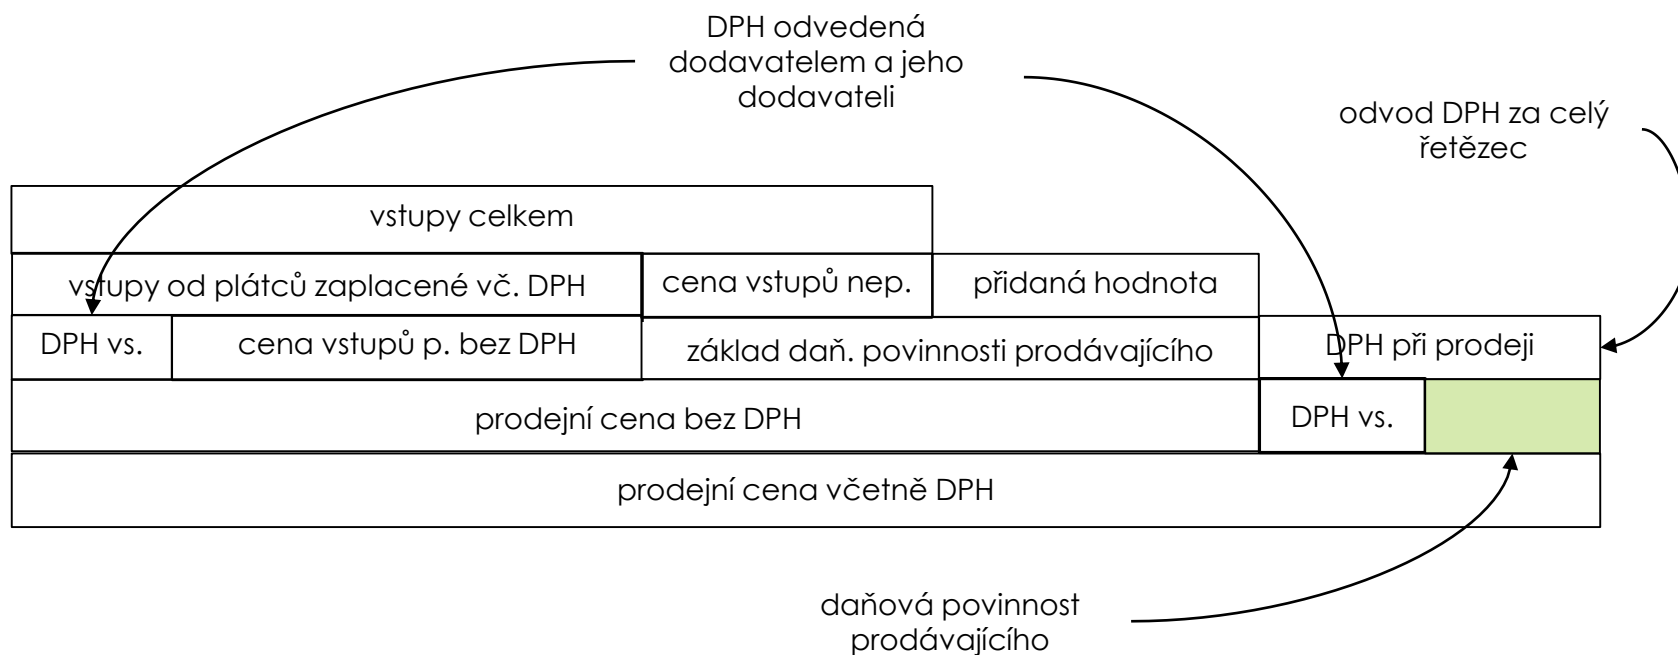 DPH odvedená
dodavatelem a jeho
dodavateli
odvod DPH za celý
řetězec
vstupy celkem
vstupy od plátců zaplacené vč. DPH
cena vstupů nep.
přidaná hodnota
DPH vs.
cena vstupů p. bez DPH
základ daň. povinnosti prodávajícího
DPH při prodeji
prodejní cena bez DPH
DPH vs.
prodejní cena včetně DPH
daňová povinnost
prodávajícího